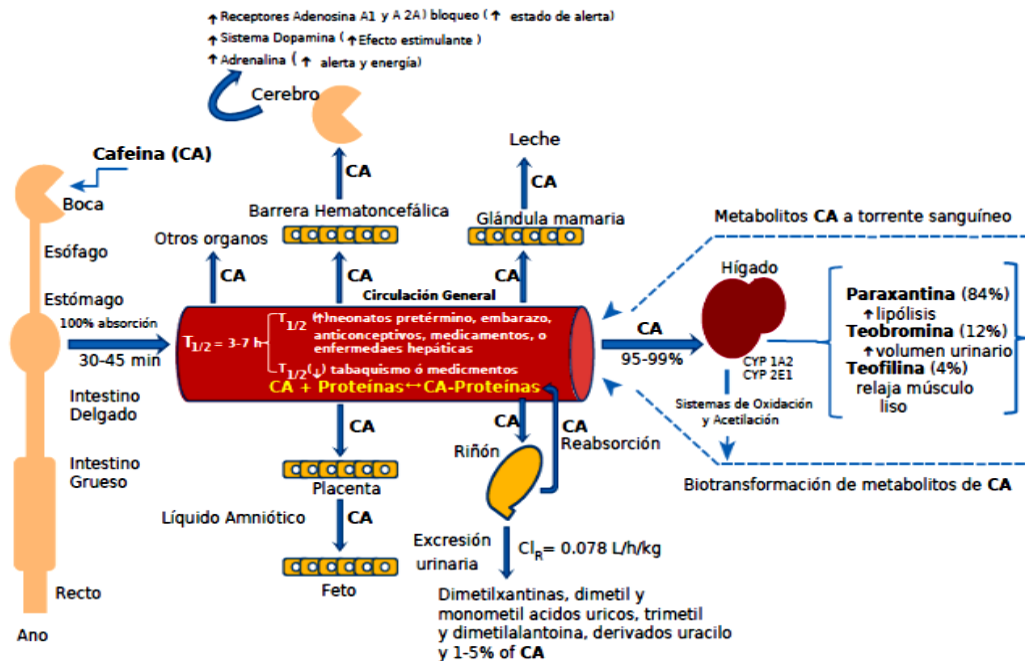 ↑ Receptores Adenosina A1 y A 2A) bloqueo (↑ estado de alerta)
↑ Sistema Dopamina ( ↑ Efecto estimulante )
↑ Adrenalina ( ↑ alerta y energía)
Cerebro
Cafeina (CA)
Boca
Esófago
Estómago
100% absorción
30-45 min
Intestino
Delgado
Intestino
Grueso
Recto
Ano
CA
Barrera Hematoncefálica
Otros organos
CA
CA
Leche
CA
Glándula mamaria
CA
Circulación General
T1/2 = 3-7 h
T1/2 (↑)neonatos pretérmino, embarazo,
anticonceptivos, medicamentos, o
enfermedaes hepáticas
T1/2(↓) tabaquismo ó medicmentos
CA + Proteínas↔CA-Proteínas
CA
Placenta
Líquido Amniótico
CA
Feto
CA
Riñón
CA
Reabsorción
Excresión
urinaria
ClR= 0.078 L/h/kg
Dimetilxantinas, dimetil y
monometil acidos uricos, trimetil
y dimetilalantoina, derivados uracilo
y 1-5% of CA
Metabolitos CA a torrente sanguíneo
CA
95-99%
Hígado
CYP 1A2
CYP 2E1
Sistemas de Oxidación
y Acetilación
Paraxantina (84%)
↑ lipólisis
Teobromina (12%)
↑ volumen urinario
Teofilina (4%)
relaja músculo
liso
Biotransformación de metabolitos de CA